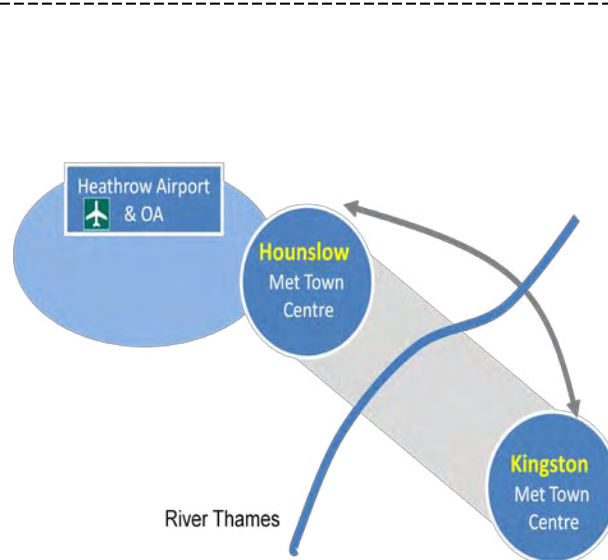 Heathrow Airport
& OA
Hounslow
Met Town
Centre
Kingston
Met Town
Centre
River Thames